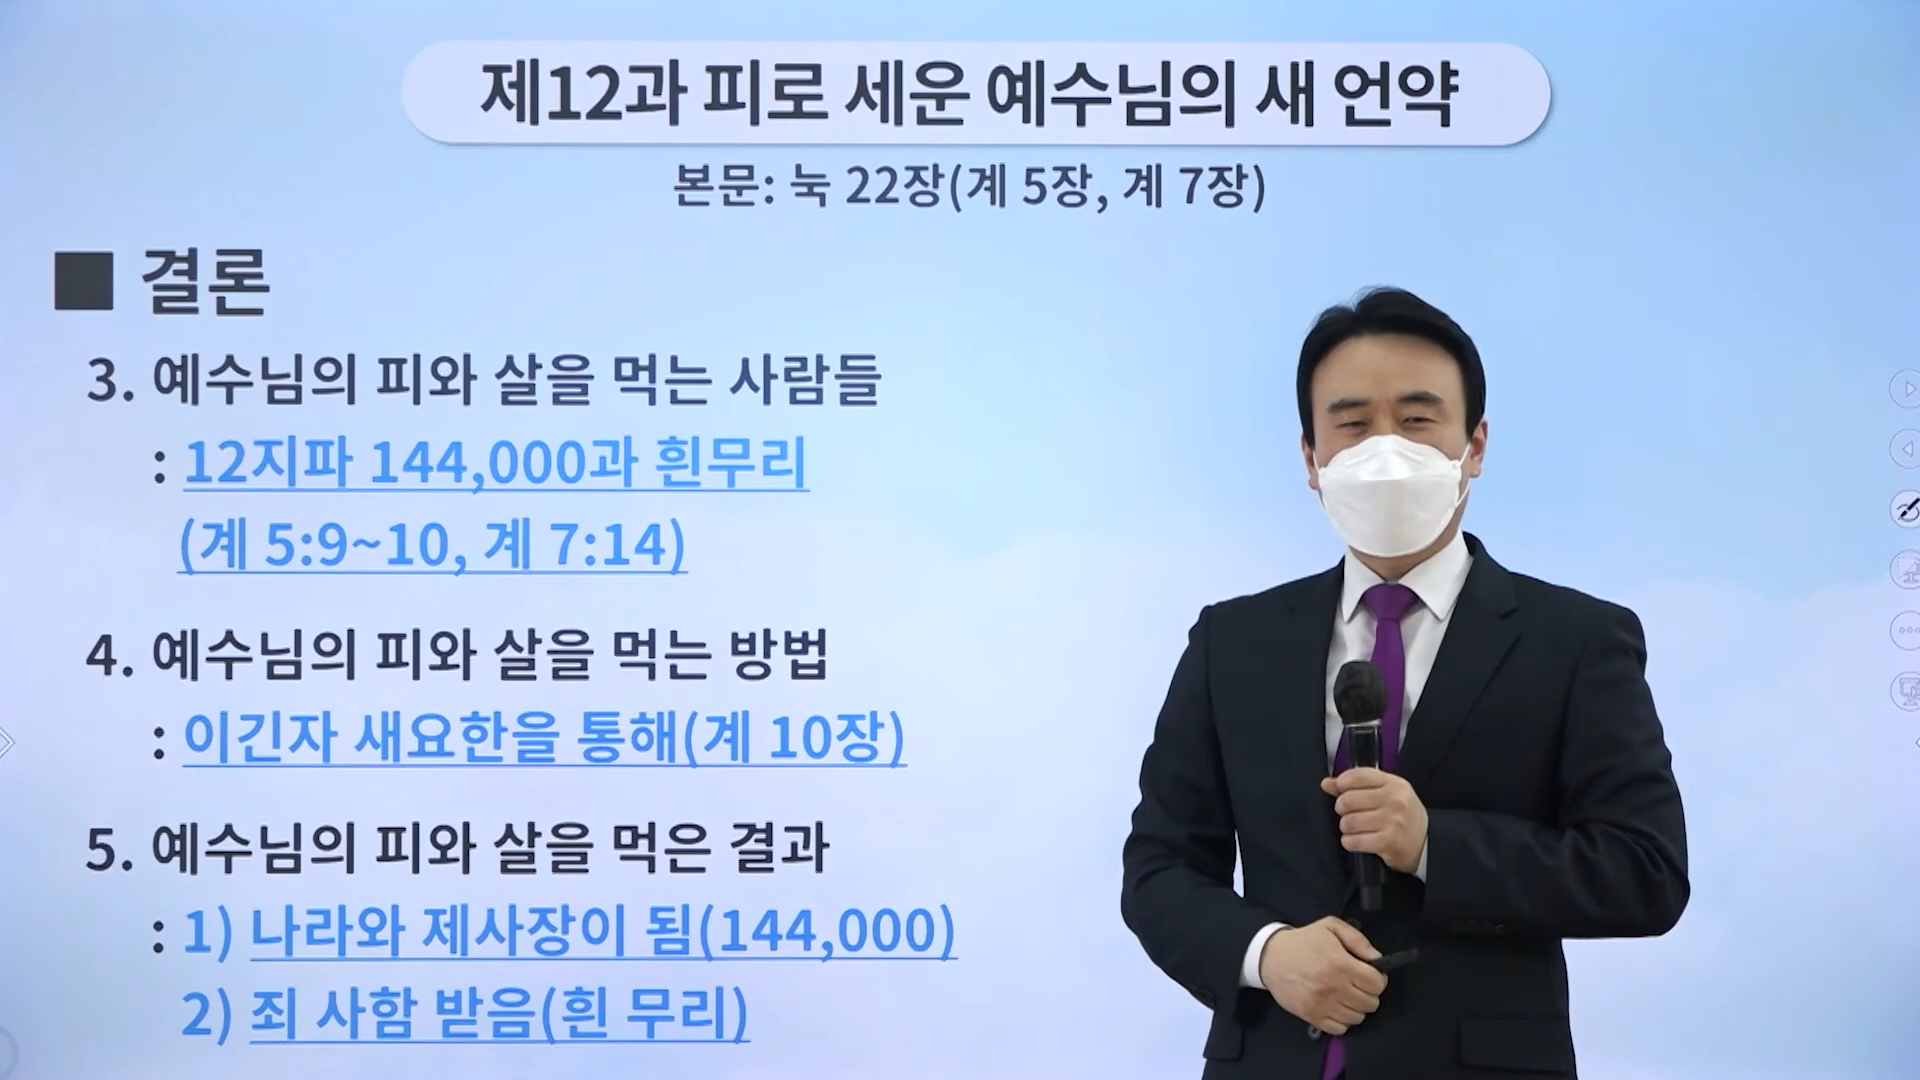 제12과 피로 세운 예수님의 새 언약
본문: 눅 22장(계 5장, 계 7장)
■ 결론
3. 예수님의 피와 살을 먹는 사람들
: 12지파 144,000과 흰무리
(계 5:9~10, 계 7:14)
4. 예수님의 피와 살을 먹는 방법
: 이긴자 새요한을 통해(계 10장)
5. 예수님의 피와 살을 먹은 결과
: 1) 나라와 제사장이 됨(144,000)
2) 죄 사함 받음(흰 무리)